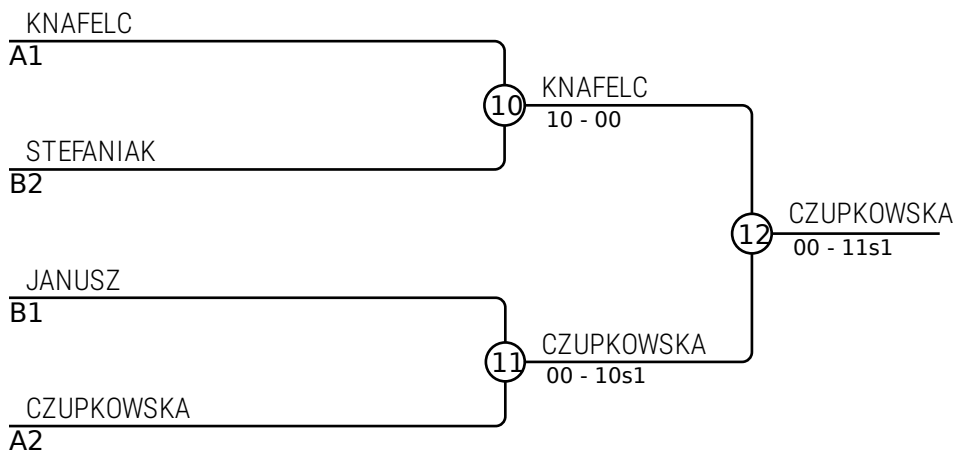 KNAFELC
A1
10
KNAFELC
10 - 00
STEFANIAK
B2
12
CZUPKOWSKA
00 - 11s1
JANUSZ
B1
11
CZUPKOWSKA
00 - 10s1
CZUPKOWSKA
A2